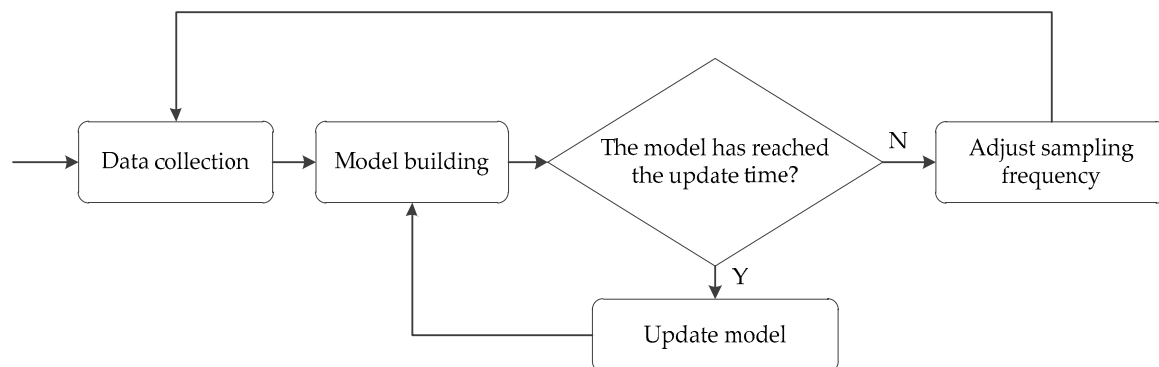 Data collection
Model building
The model has reached
the update time?
N
Adjust sampling
frequency
Y
Update model